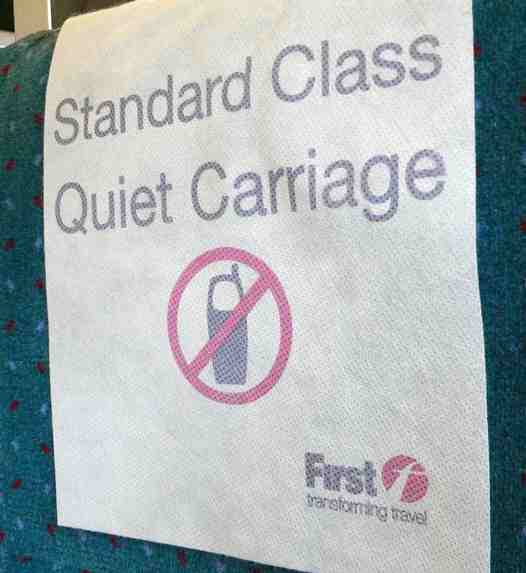 Standard Class
Quiet Carriage
First
transforming travel